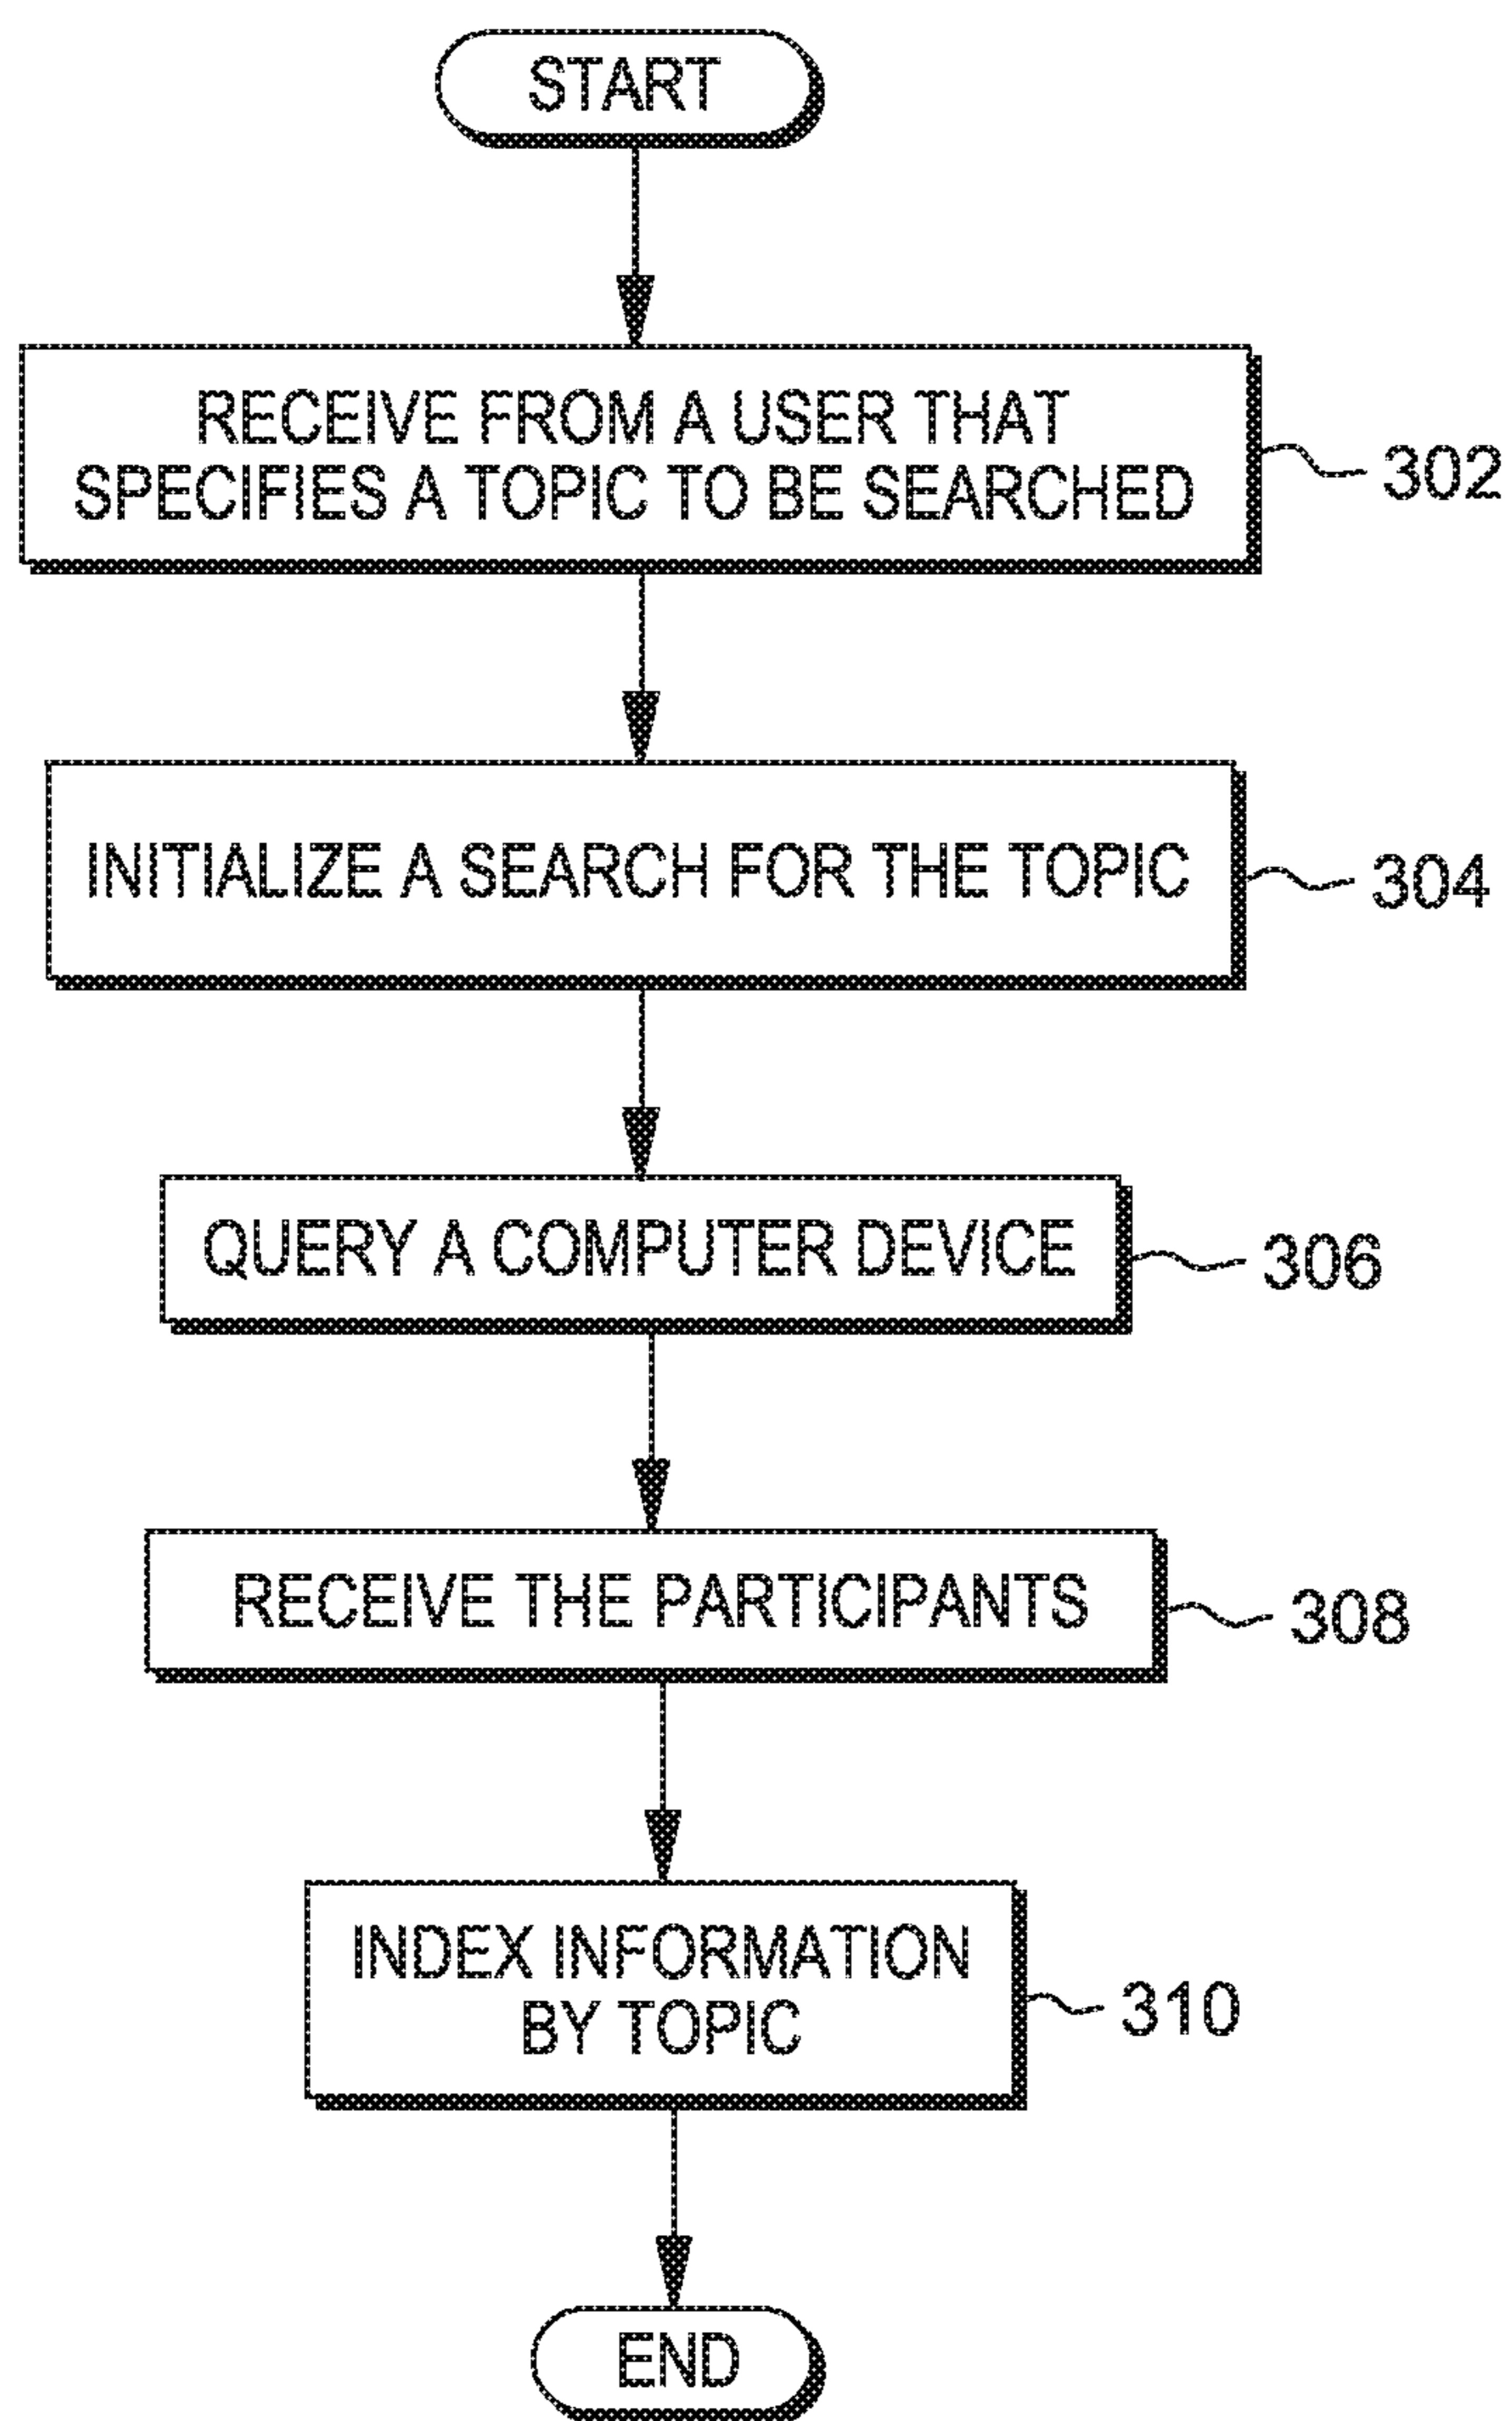 START
RECEIVE FROM A USER THAT
SPECIFIES A TOPIC TO BE SEARCHED
302
INITIALIZE A SEARCH FOR THE TOPIC
304
QUERY A COMPUTER DEVICE
306
RECEIVE THE PARTICIPANTS
308
INDEX INFORMATION
BY TOPIC
310
END